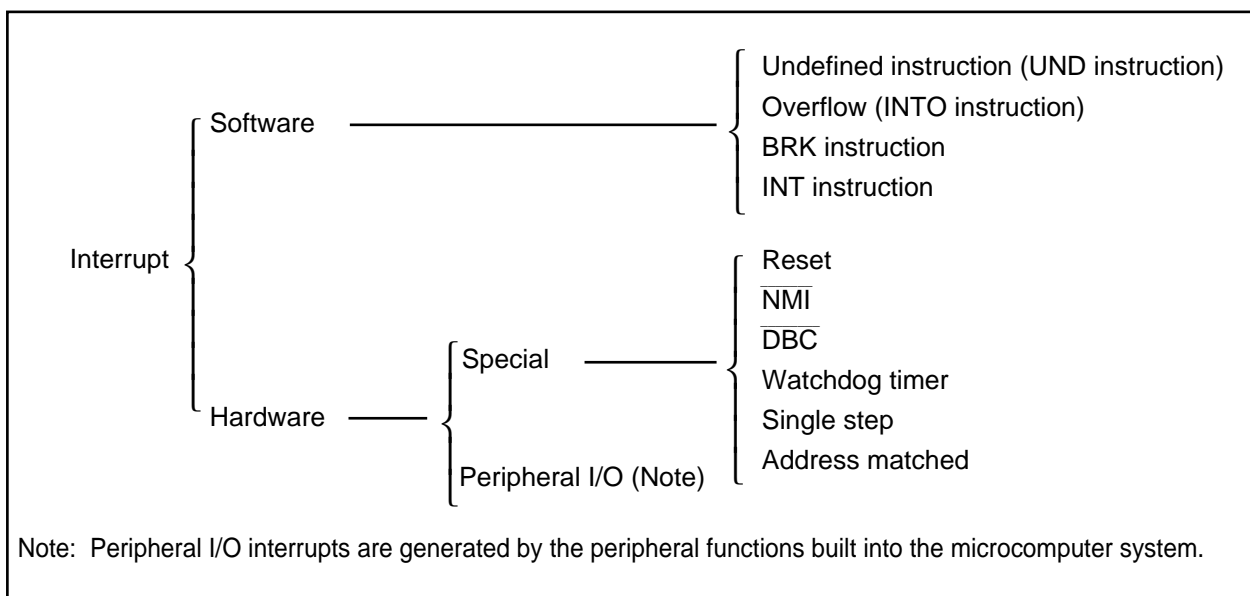 Interrupt
Software
Undefined instruction (UND instruction)
Overflow (INTO instruction)
BRK instruction
INT instruction
Hardware
Special
Reset
N̅M̅I̅
D̅B̅C̅
Watchdog timer
Single step
Address matched
Peripheral I/O (Note)
Note: Peripheral I/O interrupts are generated by the peripheral functions built into the microcomputer system.